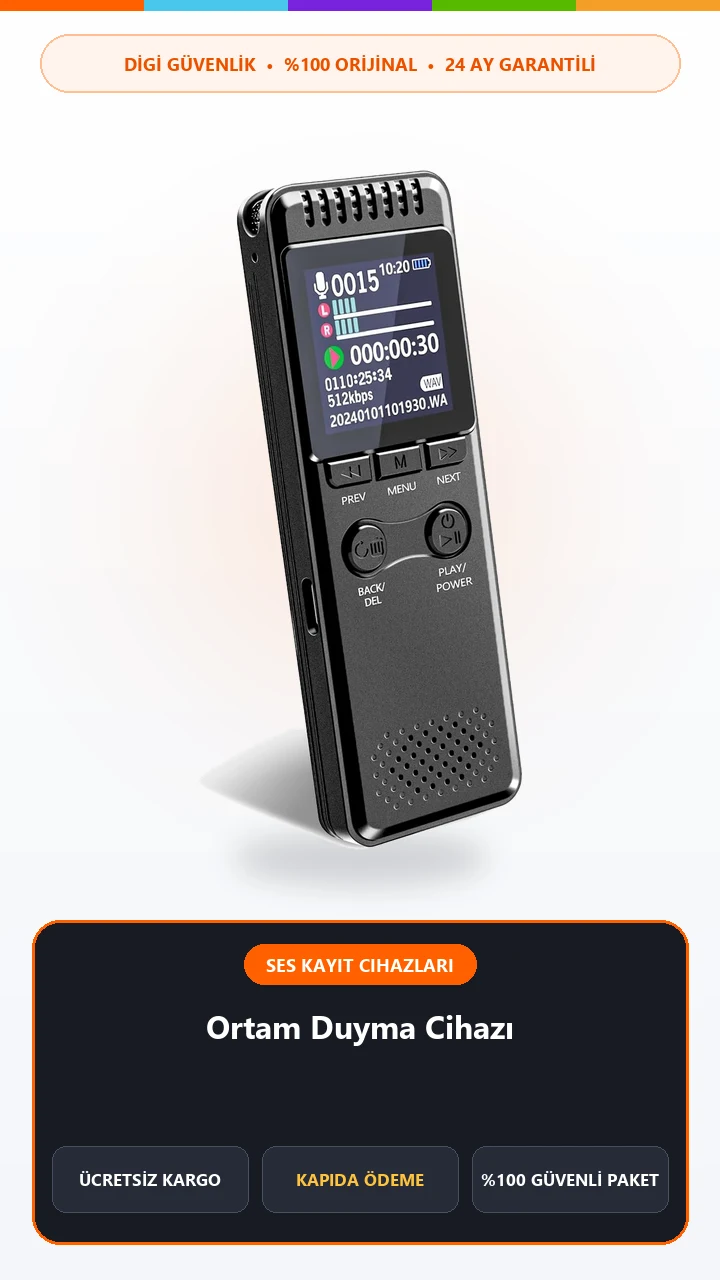 DİGİ GÜVENLİK • %100 ORİJİNAL • 24 AY GARANTİLİ
0015 10:20
L
R
000:00:30
0110:25:34
512kbps WAV
20240101101930.WA
M
PREV MENU NEXT
BACK/
DEL
PLAY/
POWER
SES KAYIT CIHAZLARI
Ortam Duyma Cihazı
ÜCRETSİZ KARGO KAPIDA ÖDEME %100 GÜVENLİ PAKET